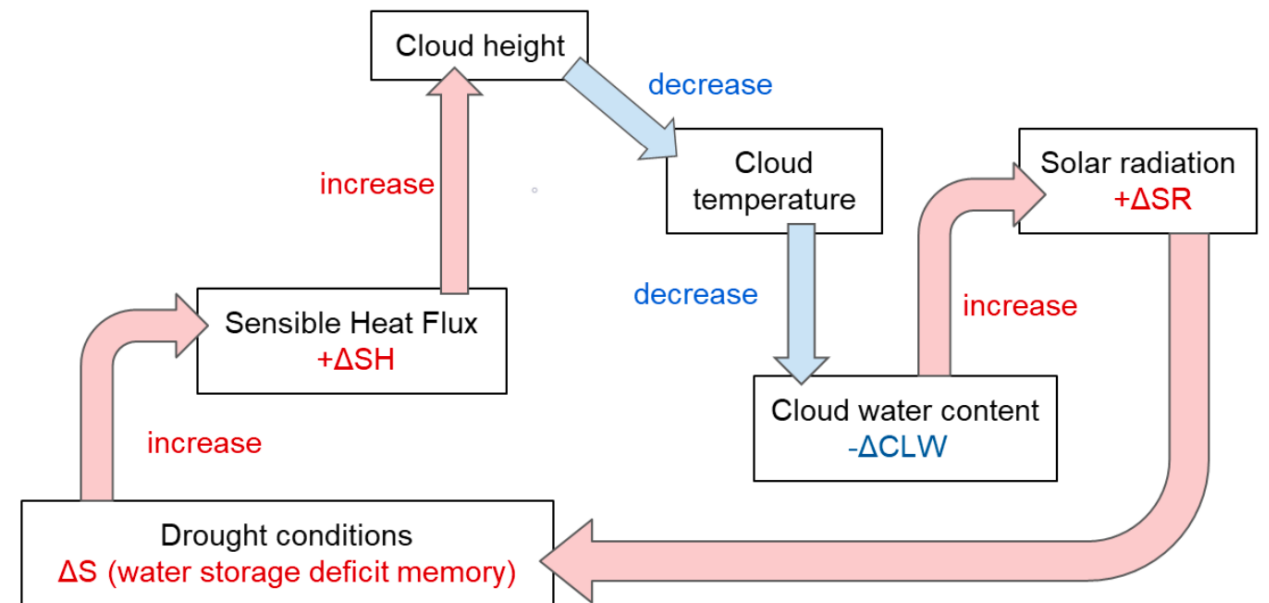 Cloud height
decrease
Cloud
temperature
Solar radiation
+ΔSR
increase
decrease
increase
Sensible Heat Flux
+ΔSH
Cloud water content
-ΔCLW
increase
Drought conditions
ΔS (water storage deficit memory)